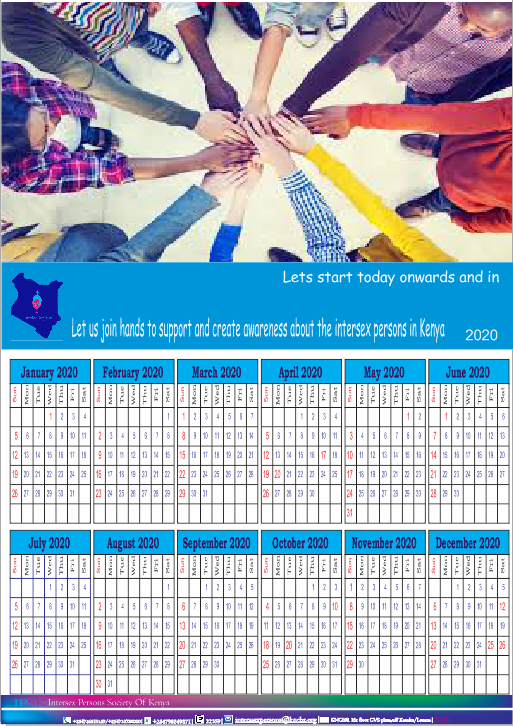 Lets start today onwards and in
Let us join hands to support and create awareness about the intersex persons in Kenya
2020
January 2020
Sun Mon Tue Wed Thu Fri Sat
1 2 3 4
5 6 7 8 9 10 11
12 13 14 15 16 17 18
19 20 21 22 23 24 25
26 27 28 29 30 31
February 2020
Sun Mon Tue Wed Thu Fri Sat
1
2 3 4 5 6 7 8
9 10 11 12 13 14 15
16 17 18 19 20 21 22
23 24 25 26 27 28 29
March 2020
Sun Mon Tue Wed Thu Fri Sat
1 2 3 4 5 6 7
8 9 10 11 12 13 14
15 16 17 18 19 20 21
22 23 24 25 26 27 28
29 30 31
April 2020
Sun Mon Tue Wed Thu Fri Sat
1 2 3 4
5 6 7 8 9 10 11
12 13 14 15 16 17 18
19 20 21 22 23 24 25
26 27 28 29 30
May 2020
Sun Mon Tue Wed Thu Fri Sat
1 2
3 4 5 6 7 8 9
10 11 12 13 14 15 16
17 18 19 20 21 22 23
24 25 26 27 28 29 30
31
June 2020
Sun Mon Tue Wed Thu Fri Sat
1 2 3 4 5 6
7 8 9 10 11 12 13
14 15 16 17 18 19 20
21 22 23 24 25 26 27
28 29 30
July 2020
Sun Mon Tue Wed Thu Fri Sat
1 2 3 4
5 6 7 8 9 10 11
12 13 14 15 16 17 18
19 20 21 22 23 24 25
26 27 28 29 30 31
August 2020
Sun Mon Tue Wed Thu Fri Sat
1
2 3 4 5 6 7 8
9 10 11 12 13 14 15
16 17 18 19 20 21 22
23 24 25 26 27 28 29
30 31
September 2020
Sun Mon Tue Wed Thu Fri Sat
1 2 3 4 5
6 7 8 9 10 11 12
13 14 15 16 17 18 19
20 21 22 23 24 25 26
27 28 29 30
October 2020
Sun Mon Tue Wed Thu Fri Sat
1 2 3
4 5 6 7 8 9 10
11 12 13 14 15 16 17
18 19 20 21 22 23 24
25 26 27 28 29 30 31
November 2020
Sun Mon Tue Wed Thu Fri Sat
1 2 3 4 5 6 7
8 9 10 11 12 13 14
15 16 17 18 19 20 21
22 23 24 25 26 27 28
29 30
December 2020
Sun Mon Tue Wed Thu Fri Sat
1 2 3 4 5
6 7 8 9 10 11 12
13 14 15 16 17 18 19
20 21 22 23 24 25 26
27 28 29 30 31
Intersex Persons Society Of Kenya
22359 intersexpersons@knchr.org